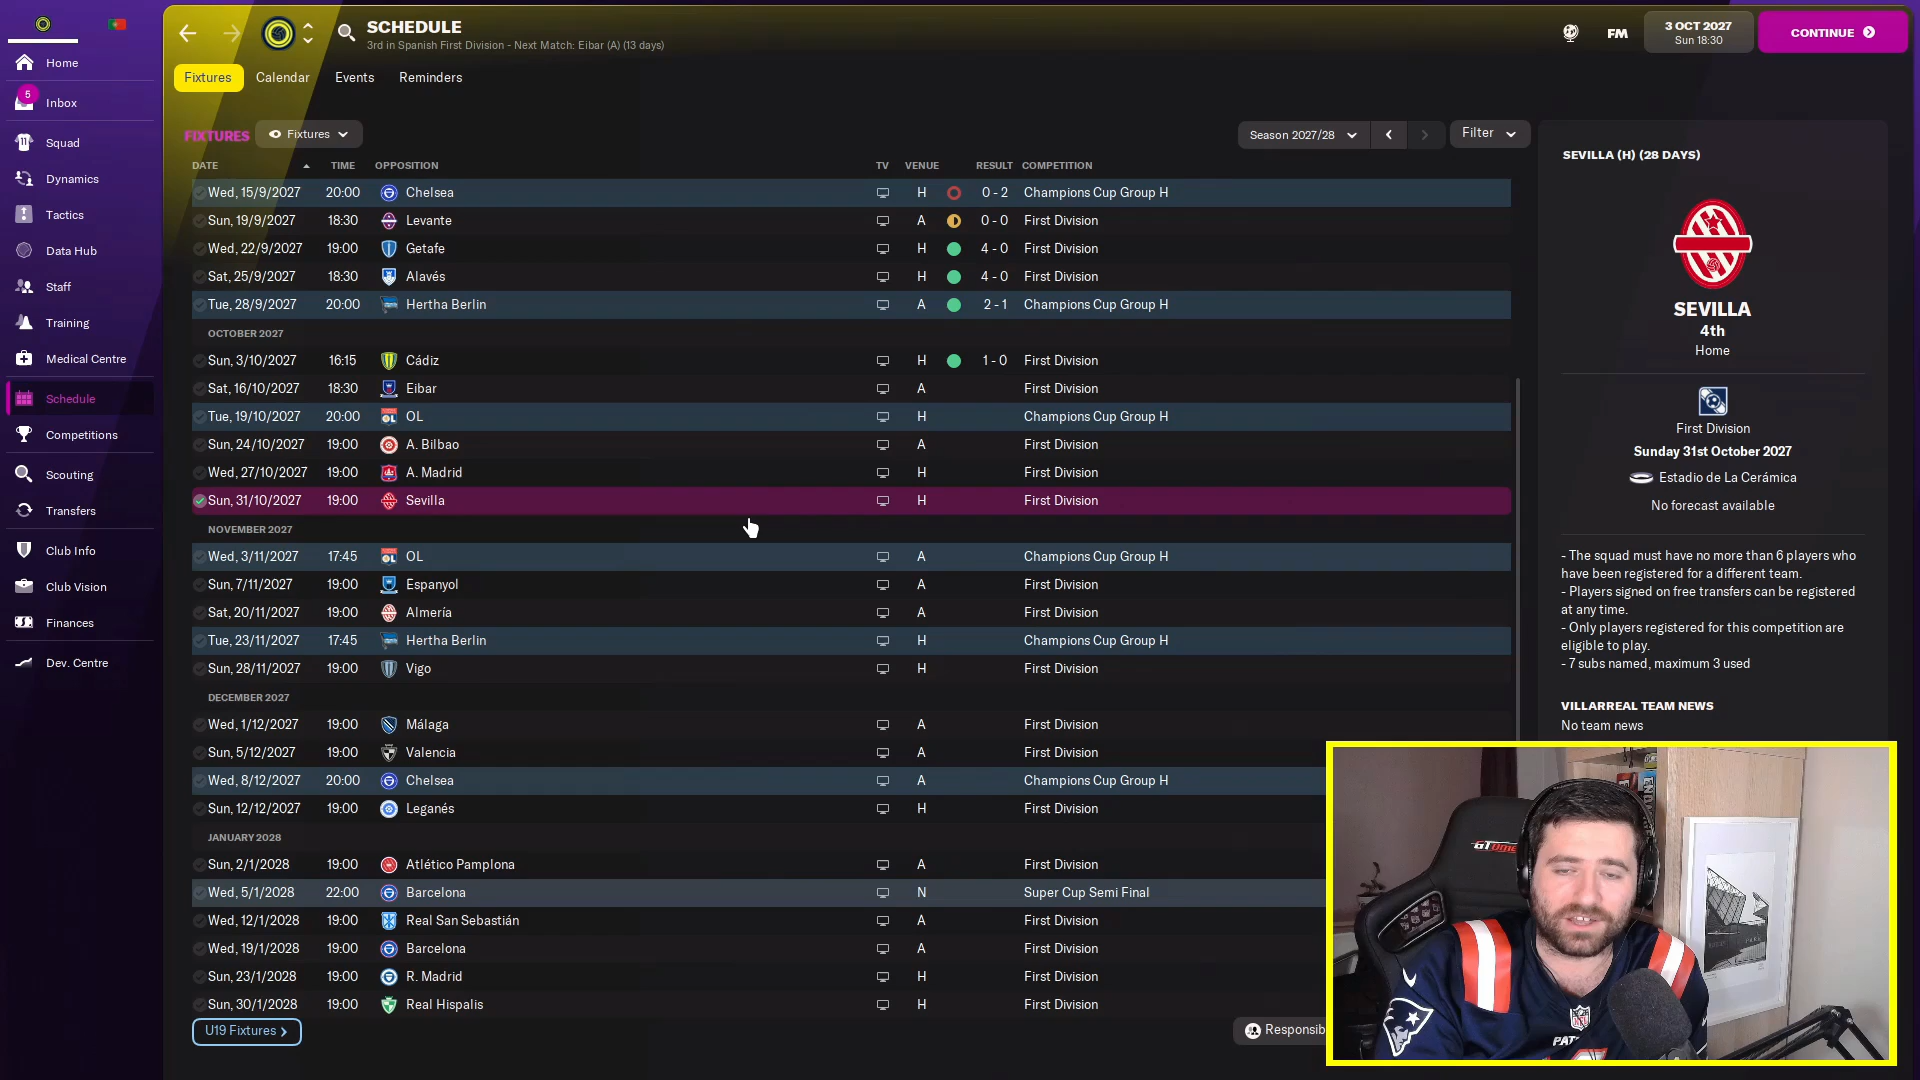 SCHEDULE
3rd in Spanish First Division - Next Match: Eibar (A) (13 days)
FM
3 OCT 2027
Sun 18:30
CONTINUE
Home
5
Inbox
Squad
Dynamics
Tactics
Data Hub
Staff
Training
Medical Centre
Schedule
Competitions
Scouting
Transfers
Club Info
Club Vision
Finances
Dev. Centre
Fixtures Calendar Events Reminders
FIXTURES Fixtures
Season 2027/28 Filter
DATE TIME OPPOSITION TV VENUE RESULT COMPETITION
Wed, 15/9/2027 20:00 Chelsea H 0 - 2 Champions Cup Group H
Sun, 19/9/2027 18:30 Levante A 0 - 0 First Division
Wed, 22/9/2027 19:00 Getafe H 4 - 0 First Division
Sat, 25/9/2027 18:30 Alavés H 4 - 0 First Division
Tue, 28/9/2027 20:00 Hertha Berlin A 2 - 1 Champions Cup Group H
OCTOBER 2027
Sun, 3/10/2027 16:15 Cádiz H 1 - 0 First Division
Sat, 16/10/2027 18:30 Eibar A First Division
Tue, 19/10/2027 20:00 OL H Champions Cup Group H
Sun, 24/10/2027 19:00 A. Bilbao A First Division
Wed, 27/10/2027 19:00 A. Madrid H First Division
Sun, 31/10/2027 19:00 Sevilla H First Division
NOVEMBER 2027
Wed, 3/11/2027 17:45 OL A Champions Cup Group H
Sun, 7/11/2027 19:00 Espanyol A First Division
Sat, 20/11/2027 19:00 Almería A First Division
Tue, 23/11/2027 17:45 Hertha Berlin H Champions Cup Group H
Sun, 28/11/2027 19:00 Vigo H First Division
DECEMBER 2027
Wed, 1/12/2027 19:00 Málaga A First Division
Sun, 5/12/2027 19:00 Valencia A First Division
Wed, 8/12/2027 20:00 Chelsea A Champions Cup Group H
Sun, 12/12/2027 19:00 Leganés H First Division
JANUARY 2028
Sun, 2/1/2028 19:00 Atlético Pamplona A First Division
Wed, 5/1/2028 22:00 Barcelona N Super Cup Semi Final
Wed, 12/1/2028 19:00 Real San Sebastián A First Division
Wed, 19/1/2028 19:00 Barcelona A First Division
Sun, 23/1/2028 19:00 R. Madrid H First Division
Sun, 30/1/2028 19:00 Real Hispalis H First Division
U19 Fixtures
SEVILLA (H) (28 DAYS)
SEVILLA
4th
Home
First Division
Sunday 31st October 2027
Estadio de La Cerámica
No forecast available
- The squad must have no more than 6 players who
have been registered for a different team.
- Players signed on free transfers can be registered
at any time.
- Only players registered for this competition are
eligible to play.
- 7 subs named, maximum 3 used
VILLARREAL TEAM NEWS
No team news